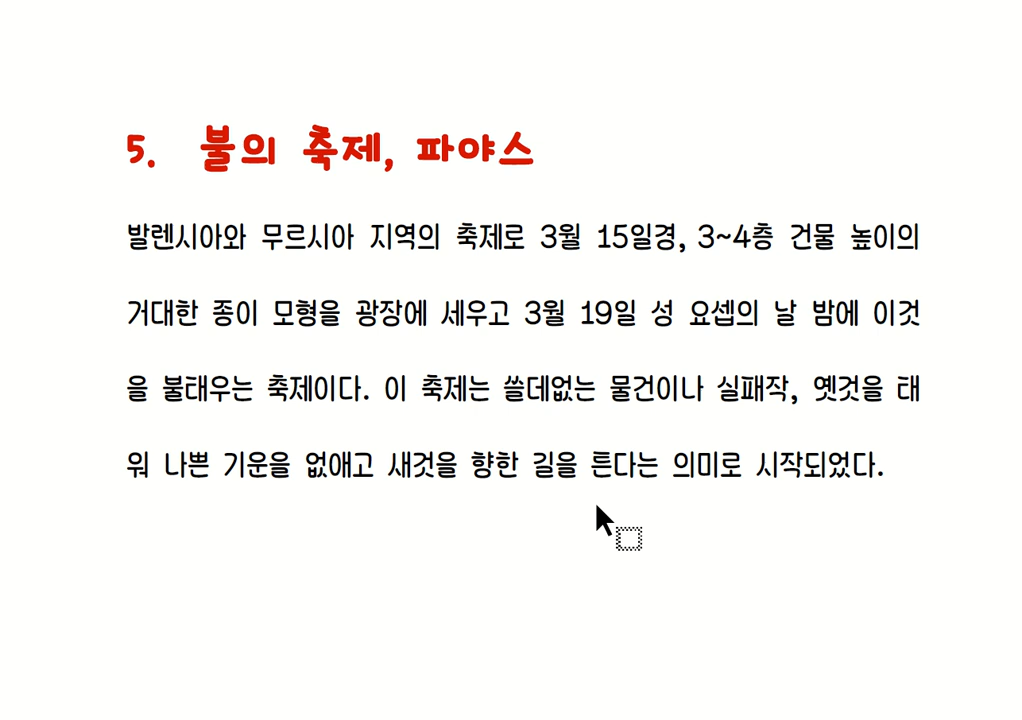 5. 불의 축제, 파야스
발렌시아와 무르시아 지역의 축제로 3월 15일경, 3~4층 건물 높이의
거대한 종이 모형을 광장에 세우고 3월 19일 성 요셉의 날 밤에 이것
을 불태우는 축제이다. 이 축제는 쓸데없는 물건이나 실패작, 옛것을 태
워 나쁜 기운을 없애고 새것을 향한 길을 튼다는 의미로 시작되었다.